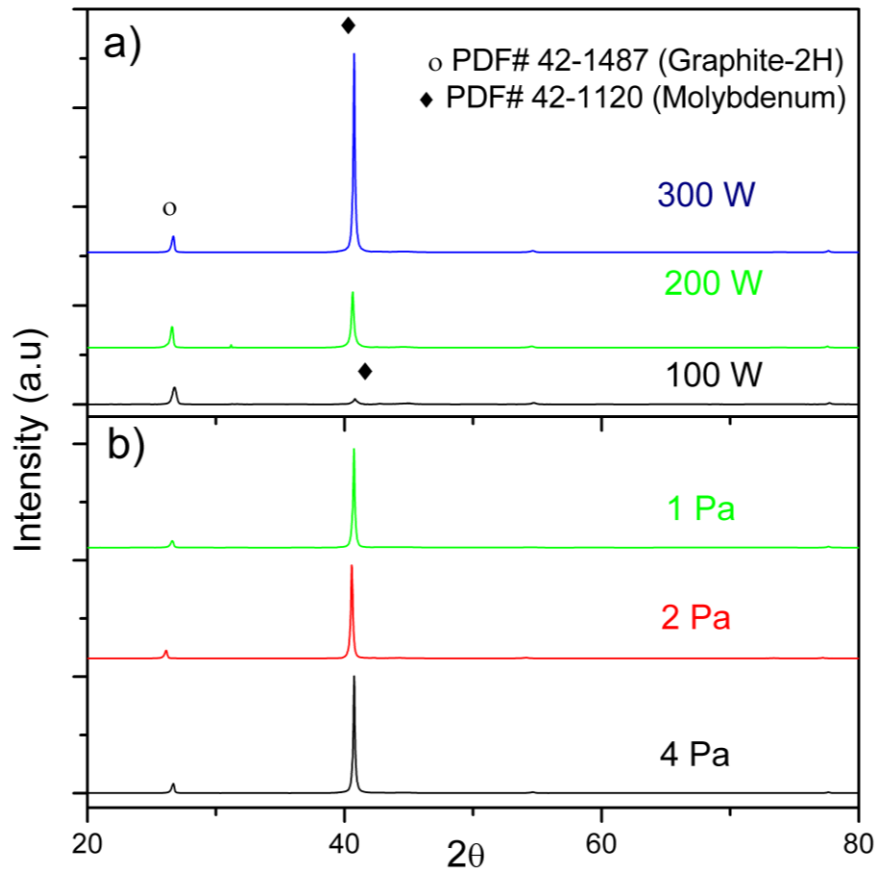 a)
o PDF# 42-1487 (Graphite-2H)
♦ PDF# 42-1120 (Molybdenum)
300 W
o
200 W
100 W
b)
1 Pa
2 Pa
4 Pa
Intensity (a.u)
20 40 60 80
2θ